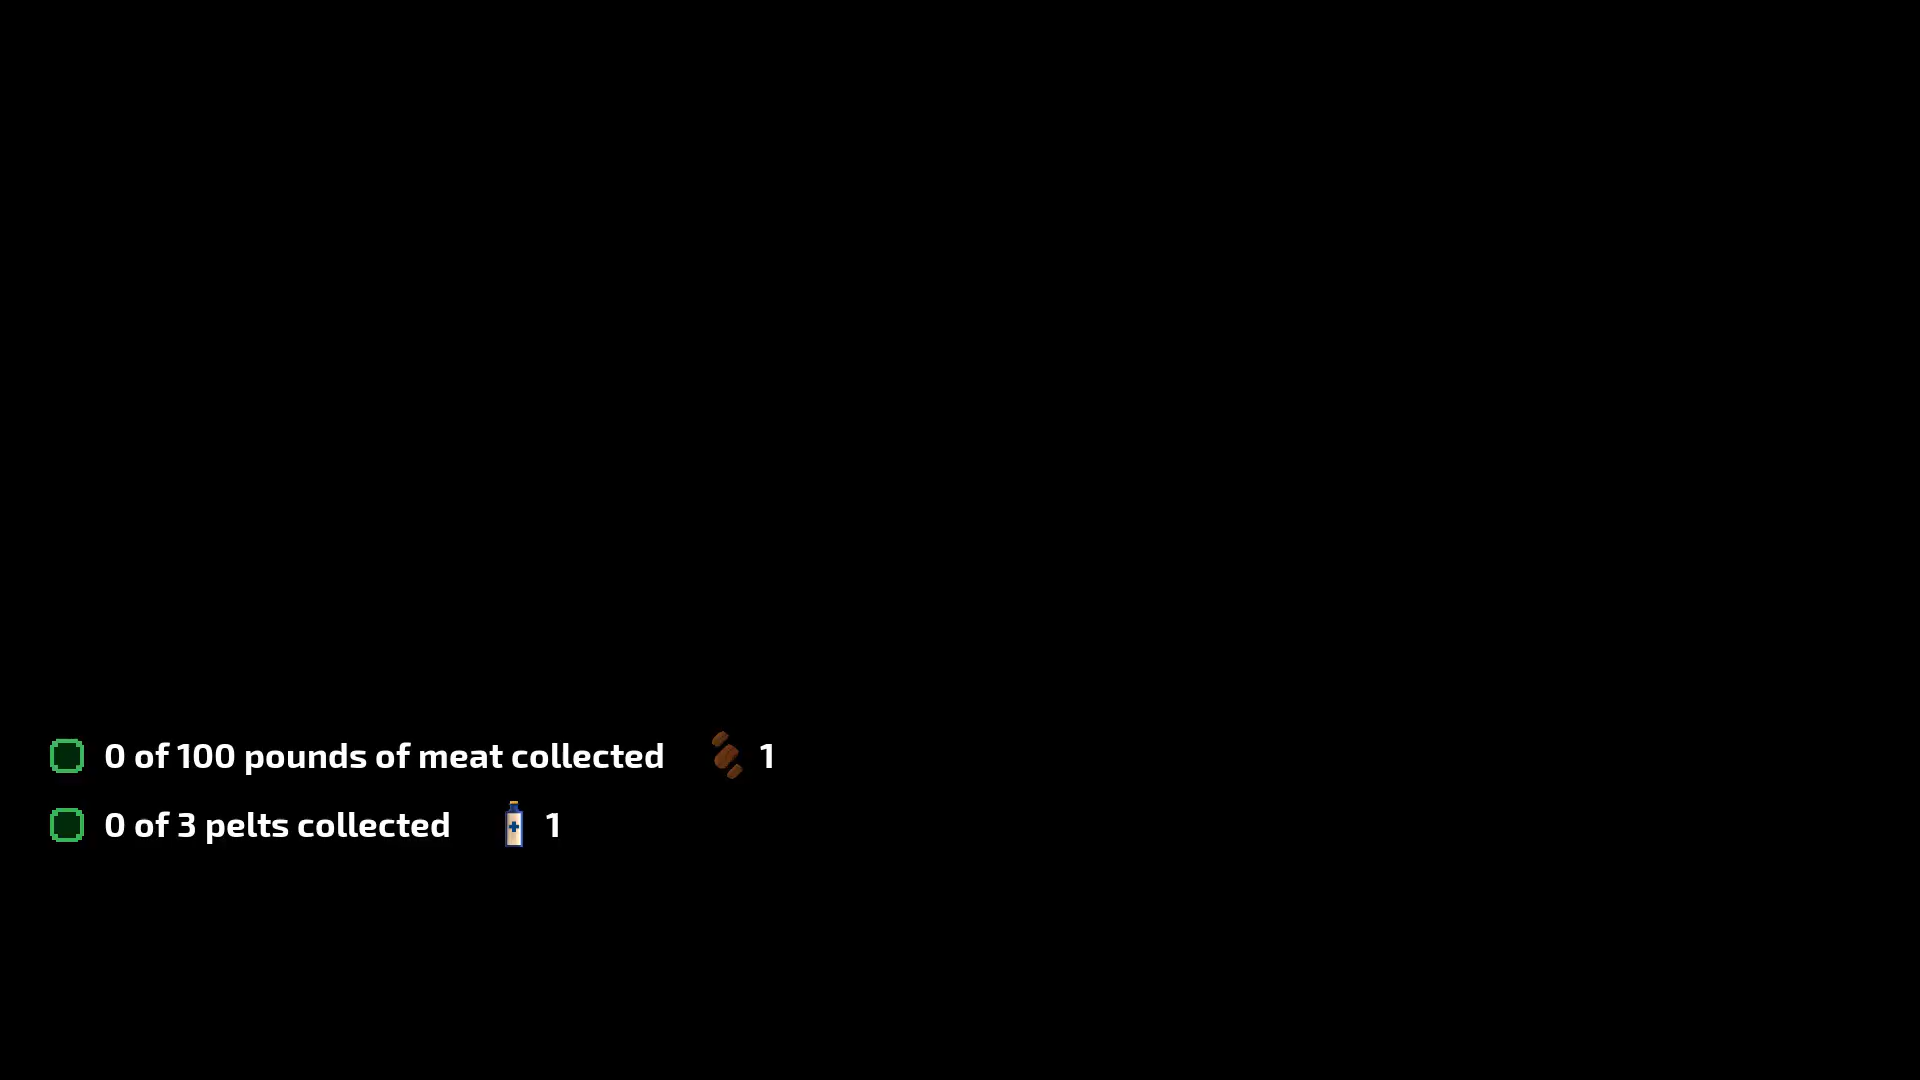 0 of 100 pounds of meat collected 1
0 of 3 pelts collected 1